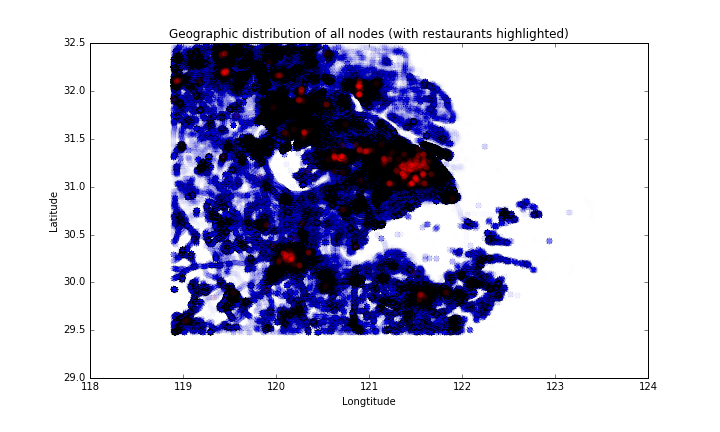 Geographic distribution of all nodes (with restaurants highlighted)
32.5
32.0
31.5
31.0
30.5
30.0
29.5
29.0
Latitude
118 119 120 121 122 123 124
Longtitude